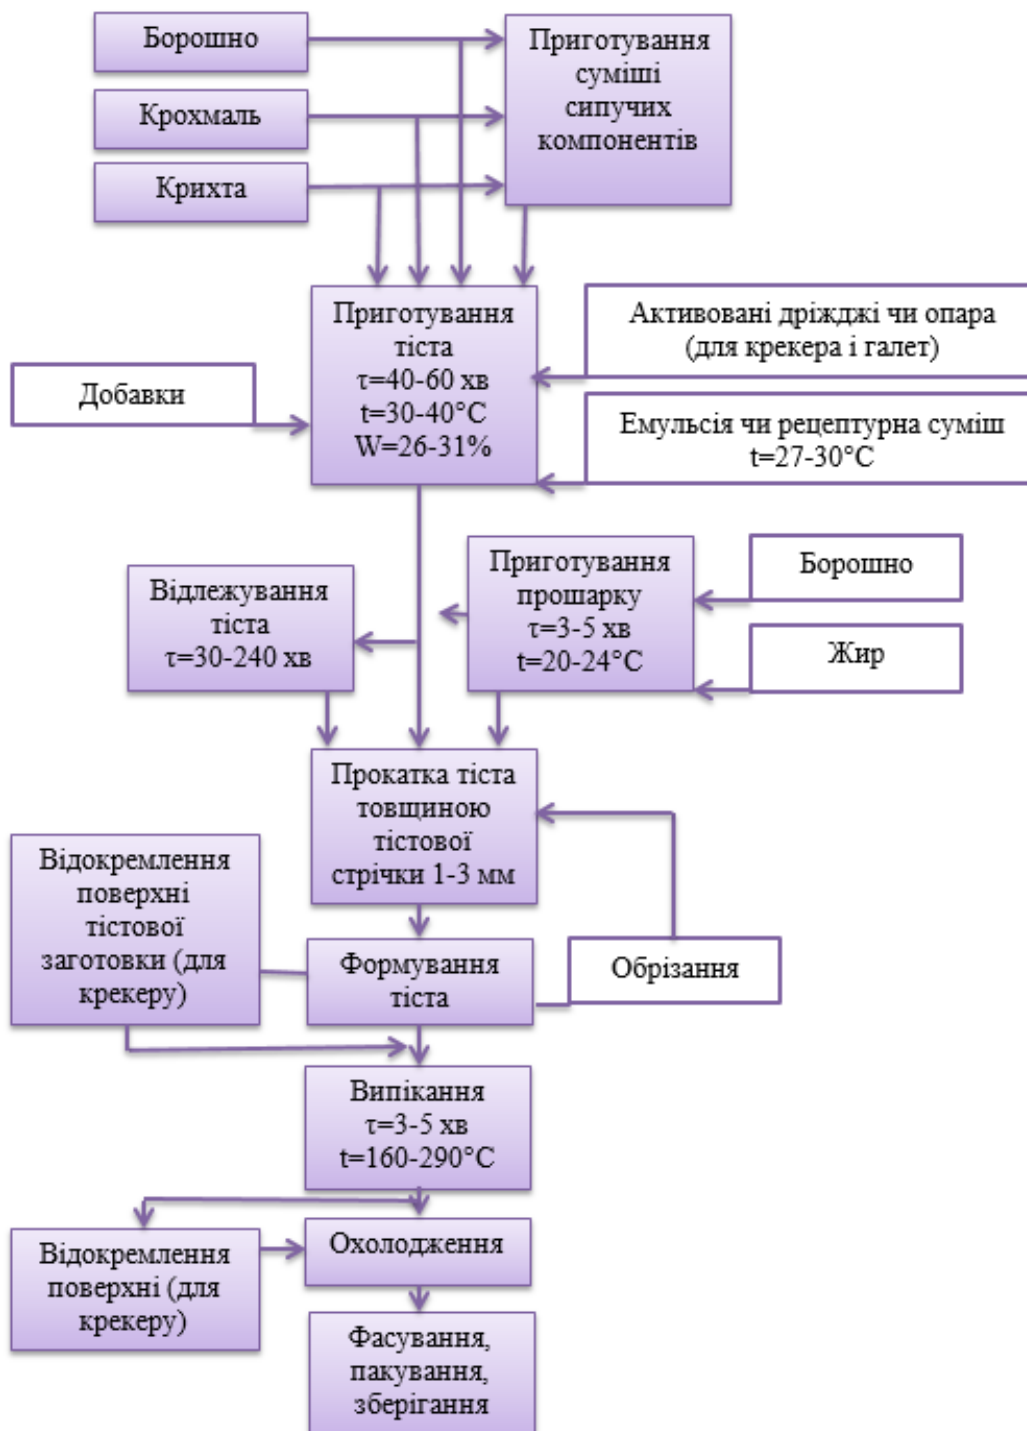 Борошно
Приготування
суміші
сипучих
компонентів
Крохмаль
Крихта
Приготування
тіста
τ=40-60 хв
t=30-40°C
W=26-31%
Активовані дріжджі чи опара
(для крекера і галет)
Добавки
Емульсія чи рецептурна суміш
t=27-30°C
Відлежування
тіста
τ=30-240 хв
Приготування
прошарку
τ=3-5 хв
t=20-24°C
Борошно
Жир
Прокатка тіста
товщиною
тістової
стрічки 1-3 мм
Відокремлення
поверхні
тістової
заготовки (для
крекеру)
Формування
тіста
Обрізання
Випікання
τ=3-5 хв
t=160-290°C
Відокремлення
поверхні (для
крекеру)
Охолодження
Фасування,
пакування,
зберігання